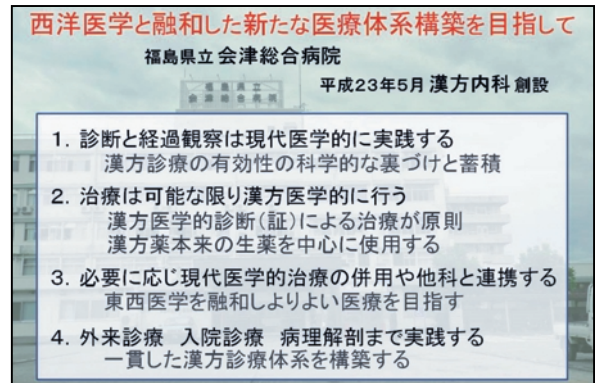 西洋医学と融和した新たな医療体系構築を目指して
福島県立 会津総合病院
平成23年5月 漢方内科 創設
福島県立
会津総合病院
1. 診断と経過観察は現代医学的に実践する
漢方診療の有効性の科学的な裏づけと蓄積
2. 治療は可能な限り漢方医学的に行う
漢方医学的診断(証)による治療が原則
漢方薬本来の生薬を中心に使用する
3. 必要に応じ現代医学的治療の併用や他科と連携する
東西医学を融和しよりよい医療を目指す
4. 外来診療 入院診療 病理解剖まで実践する
一貫した漢方診療体系を構築する